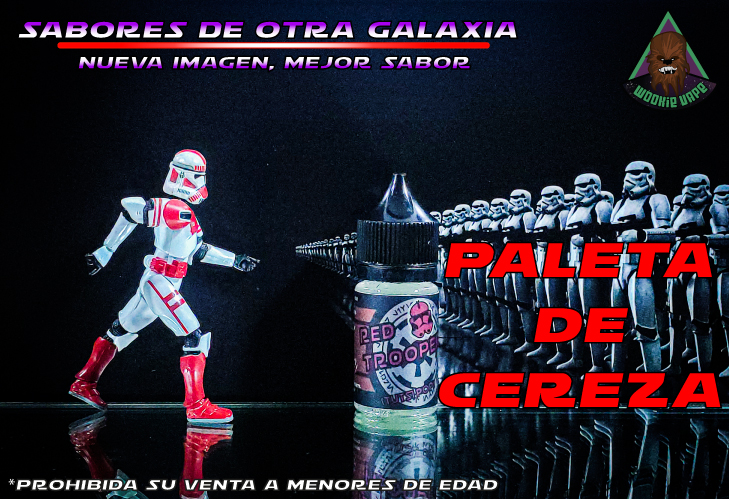 SABORES DE OTRA GALAXIA
NUEVA IMAGEN, MEJOR SABOR
WOOKIE VAPE
PALETA
DE
CEREZA
RED
TROOPER
*PROHIBIDA SU VENTA A MENORES DE EDAD